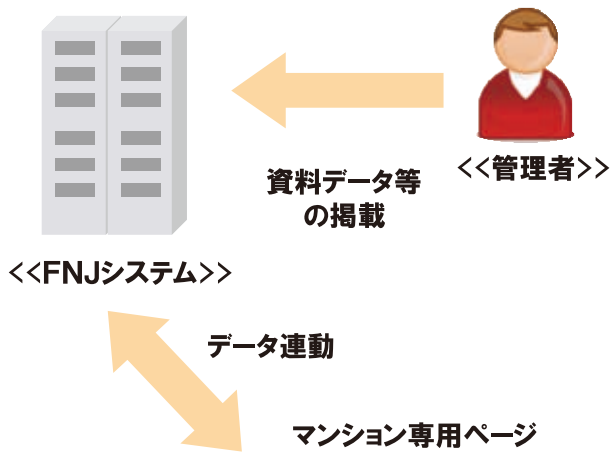 <<管理者>>
資料データ等
の掲載
<<FNJシステム>>
データ連動
マンション専用ページ